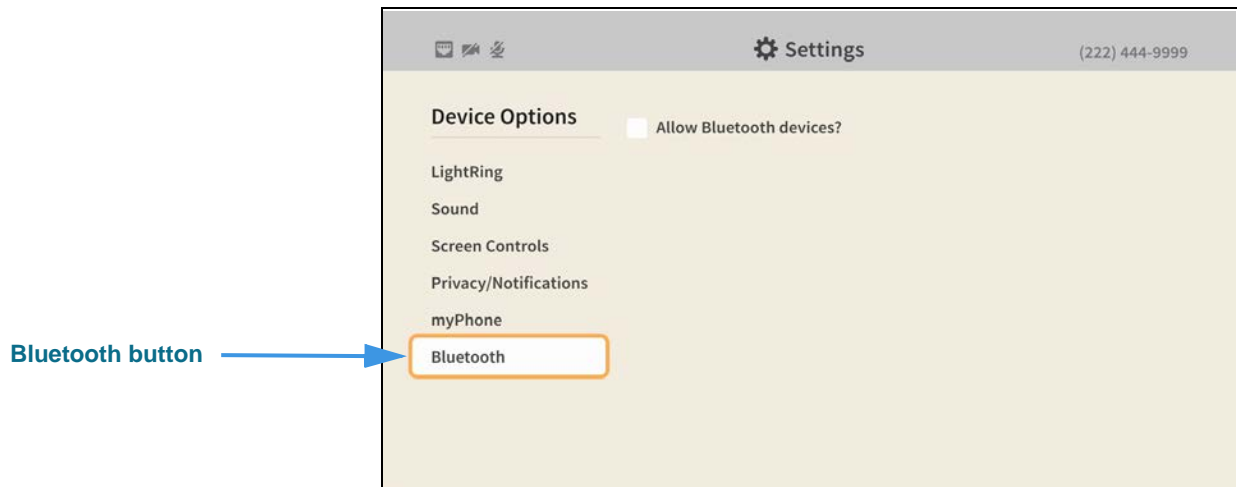 Settings
(222) 444-9999
Device Options
Allow Bluetooth devices?
LightRing
Sound
Screen Controls
Privacy/Notifications
myPhone
Bluetooth button
Bluetooth